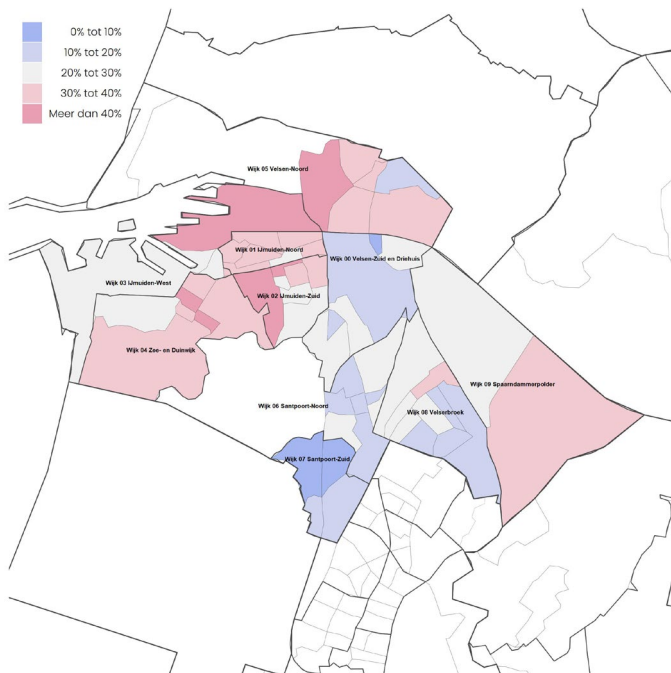 0% tot 10%
10% tot 20%
20% tot 30%
30% tot 40%
Meer dan 40%
Wijk 05 Velsen-Noord
Wijk 01 IJmuiden-Noord
Wijk 00 Velsen-Zuid en Driehuis
Wijk 03 IJmuiden-West
Wijk 02 IJmuiden-Zuid
Wijk 04 Zee- en Duinwijk
Wijk 09 Spaarndammerpolder
Wijk 06 Santpoort-Noord
Wijk 08 Velserbroek
Wijk 07 Santpoort-Zuid